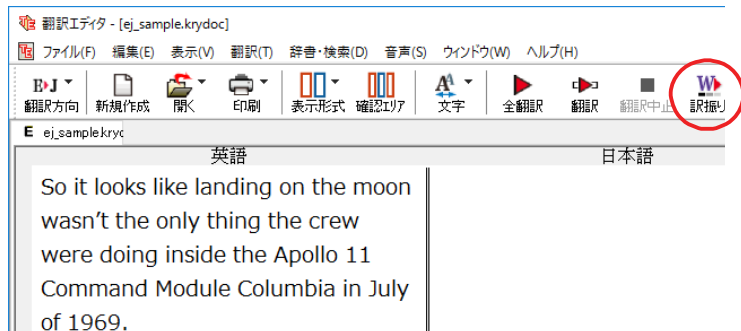 翻訳エディタ - [ej_sample.krydoc]
ファイル(F) 編集(E) 表示(V) 翻訳(T) 辞書・検索(D) 音声(S) ウィンドウ(W) ヘルプ(H)
E›J
翻訳方向 新規作成 開く 印刷 表示形式 確認エリア 文字 全翻訳 翻訳 翻訳中止 訳振り
E ej_sample.kryc
英語 日本語
So it looks like landing on the moon
wasn't the only thing the crew
were doing inside the Apollo 11
Command Module Columbia in July
of 1969.